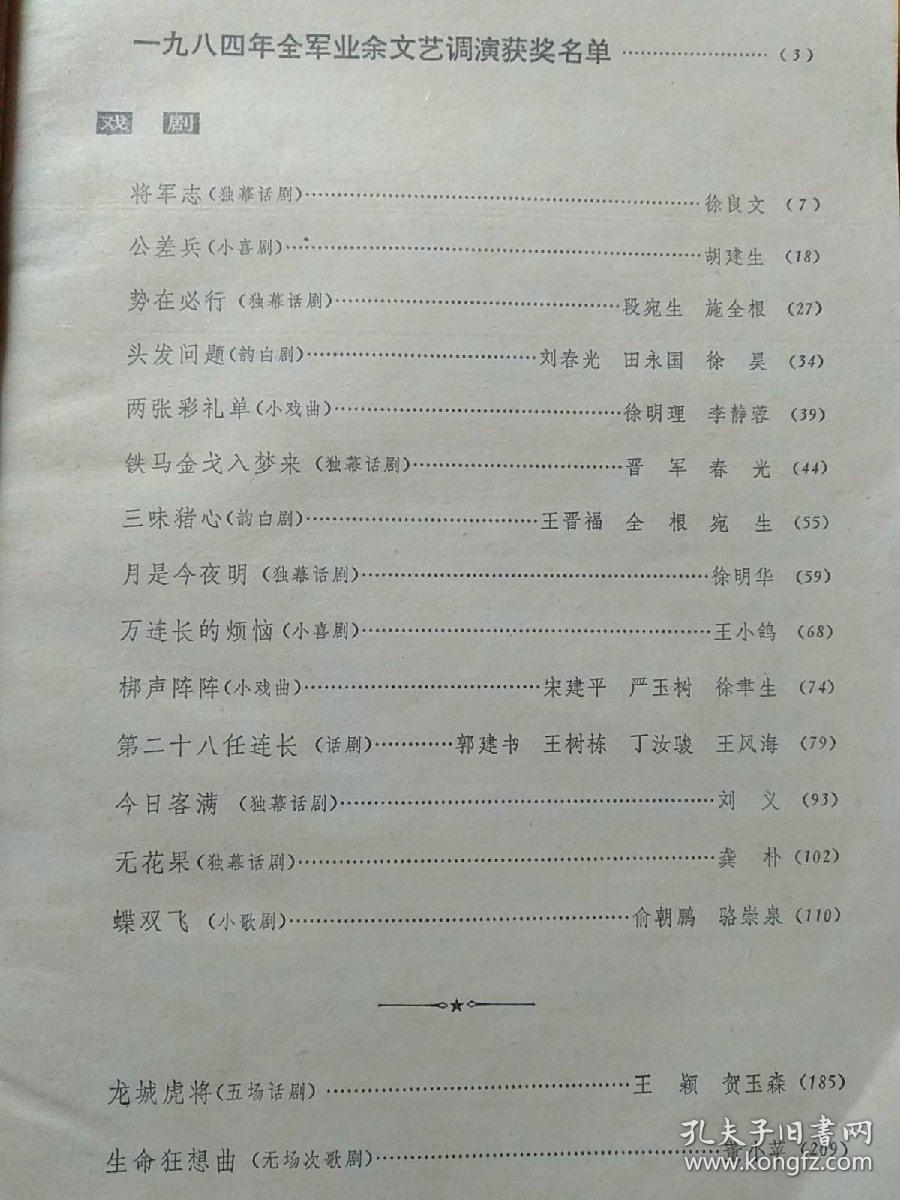 一九八四年全军业余文艺调演获奖名单……………………(3)
戏 剧
将军志(独幕话剧)……………………徐良文 (7)
公差兵(小喜剧)……………………胡建生 (18)
势在必行(独幕话剧)……………………段宛生 施全根 (27)
头发问题(韵白剧)……………………刘春光 田永国 徐 昊 (34)
两张彩礼单(小戏曲)……………………徐明理 李静蓉 (39)
铁马金戈入梦来(独幕话剧)……………………晋 军 春 光 (44)
三味猪心(韵白剧)……………………王晋福 全 根 宛 生 (55)
月是今夜明(独幕话剧)……………………徐明华 (59)
万连长的烦恼(小喜剧)……………………王小鸽 (68)
梆声阵阵(小戏曲)……………………宋建平 严玉树 徐聿生 (74)
第二十八任连长(话剧)…………郭建书 王树栋 丁汝骏 王风海 (79)
今日客满(独幕话剧)……………………刘 义 (93)
无花果(独幕话剧)……………………龚 朴 (102)
蝶双飞(小歌剧)……………………俞朝鹏 骆崇泉 (110)
龙城虎将(五场话剧)……………………王 颖 贺玉森 (185)
生命狂想曲(无场次歌剧)……………………小苹 (209)
孔夫子旧书网
www.kongfz.com